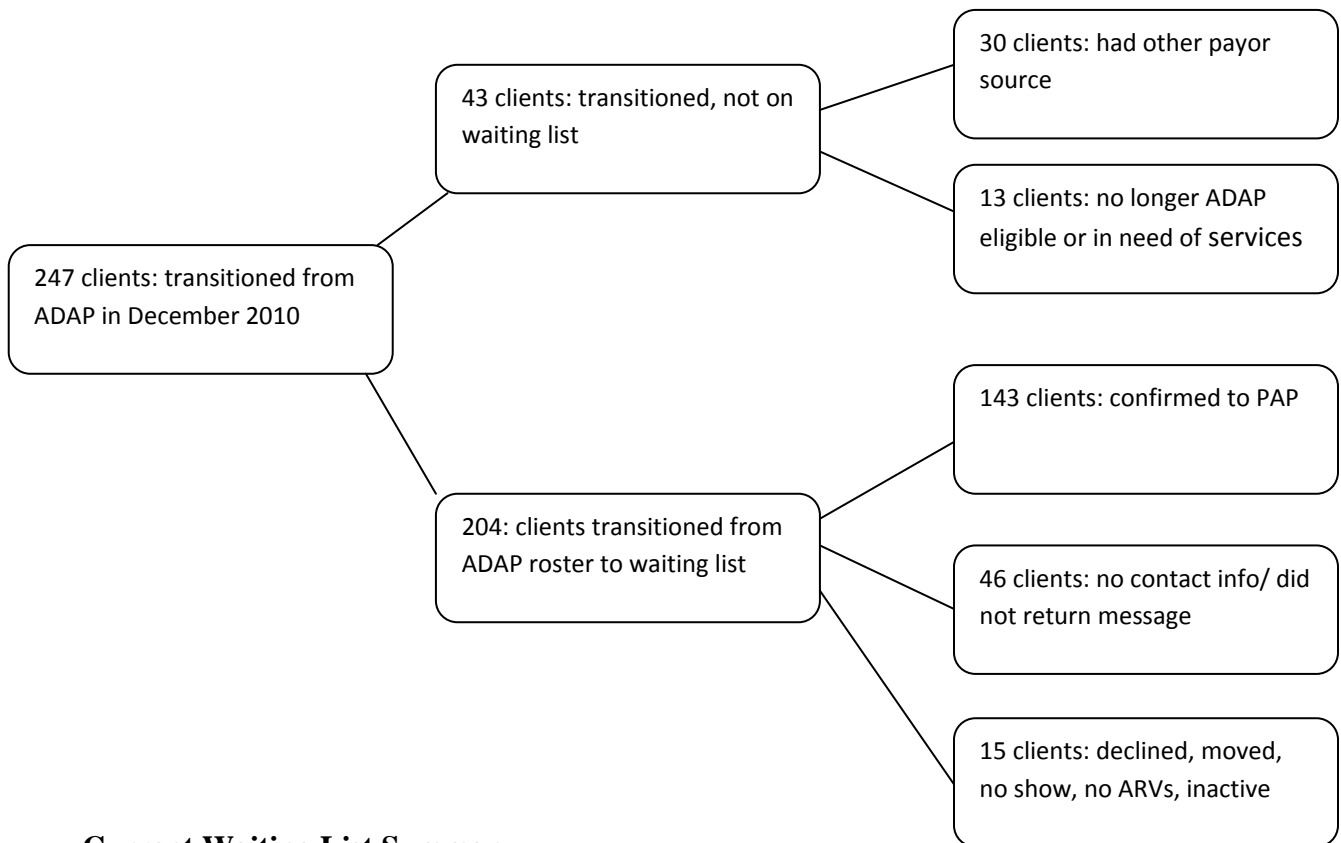 30 clients: had other payor
source
43 clients: transitioned, not on
waiting list
13 clients: no longer ADAP
eligible or in need of services
247 clients: transitioned from
ADAP in December 2010
143 clients: confirmed to PAP
204: clients transitioned from
ADAP roster to waiting list
46 clients: no contact info/ did
not return message
15 clients: declined, moved,
no show, no ARVs, inactive